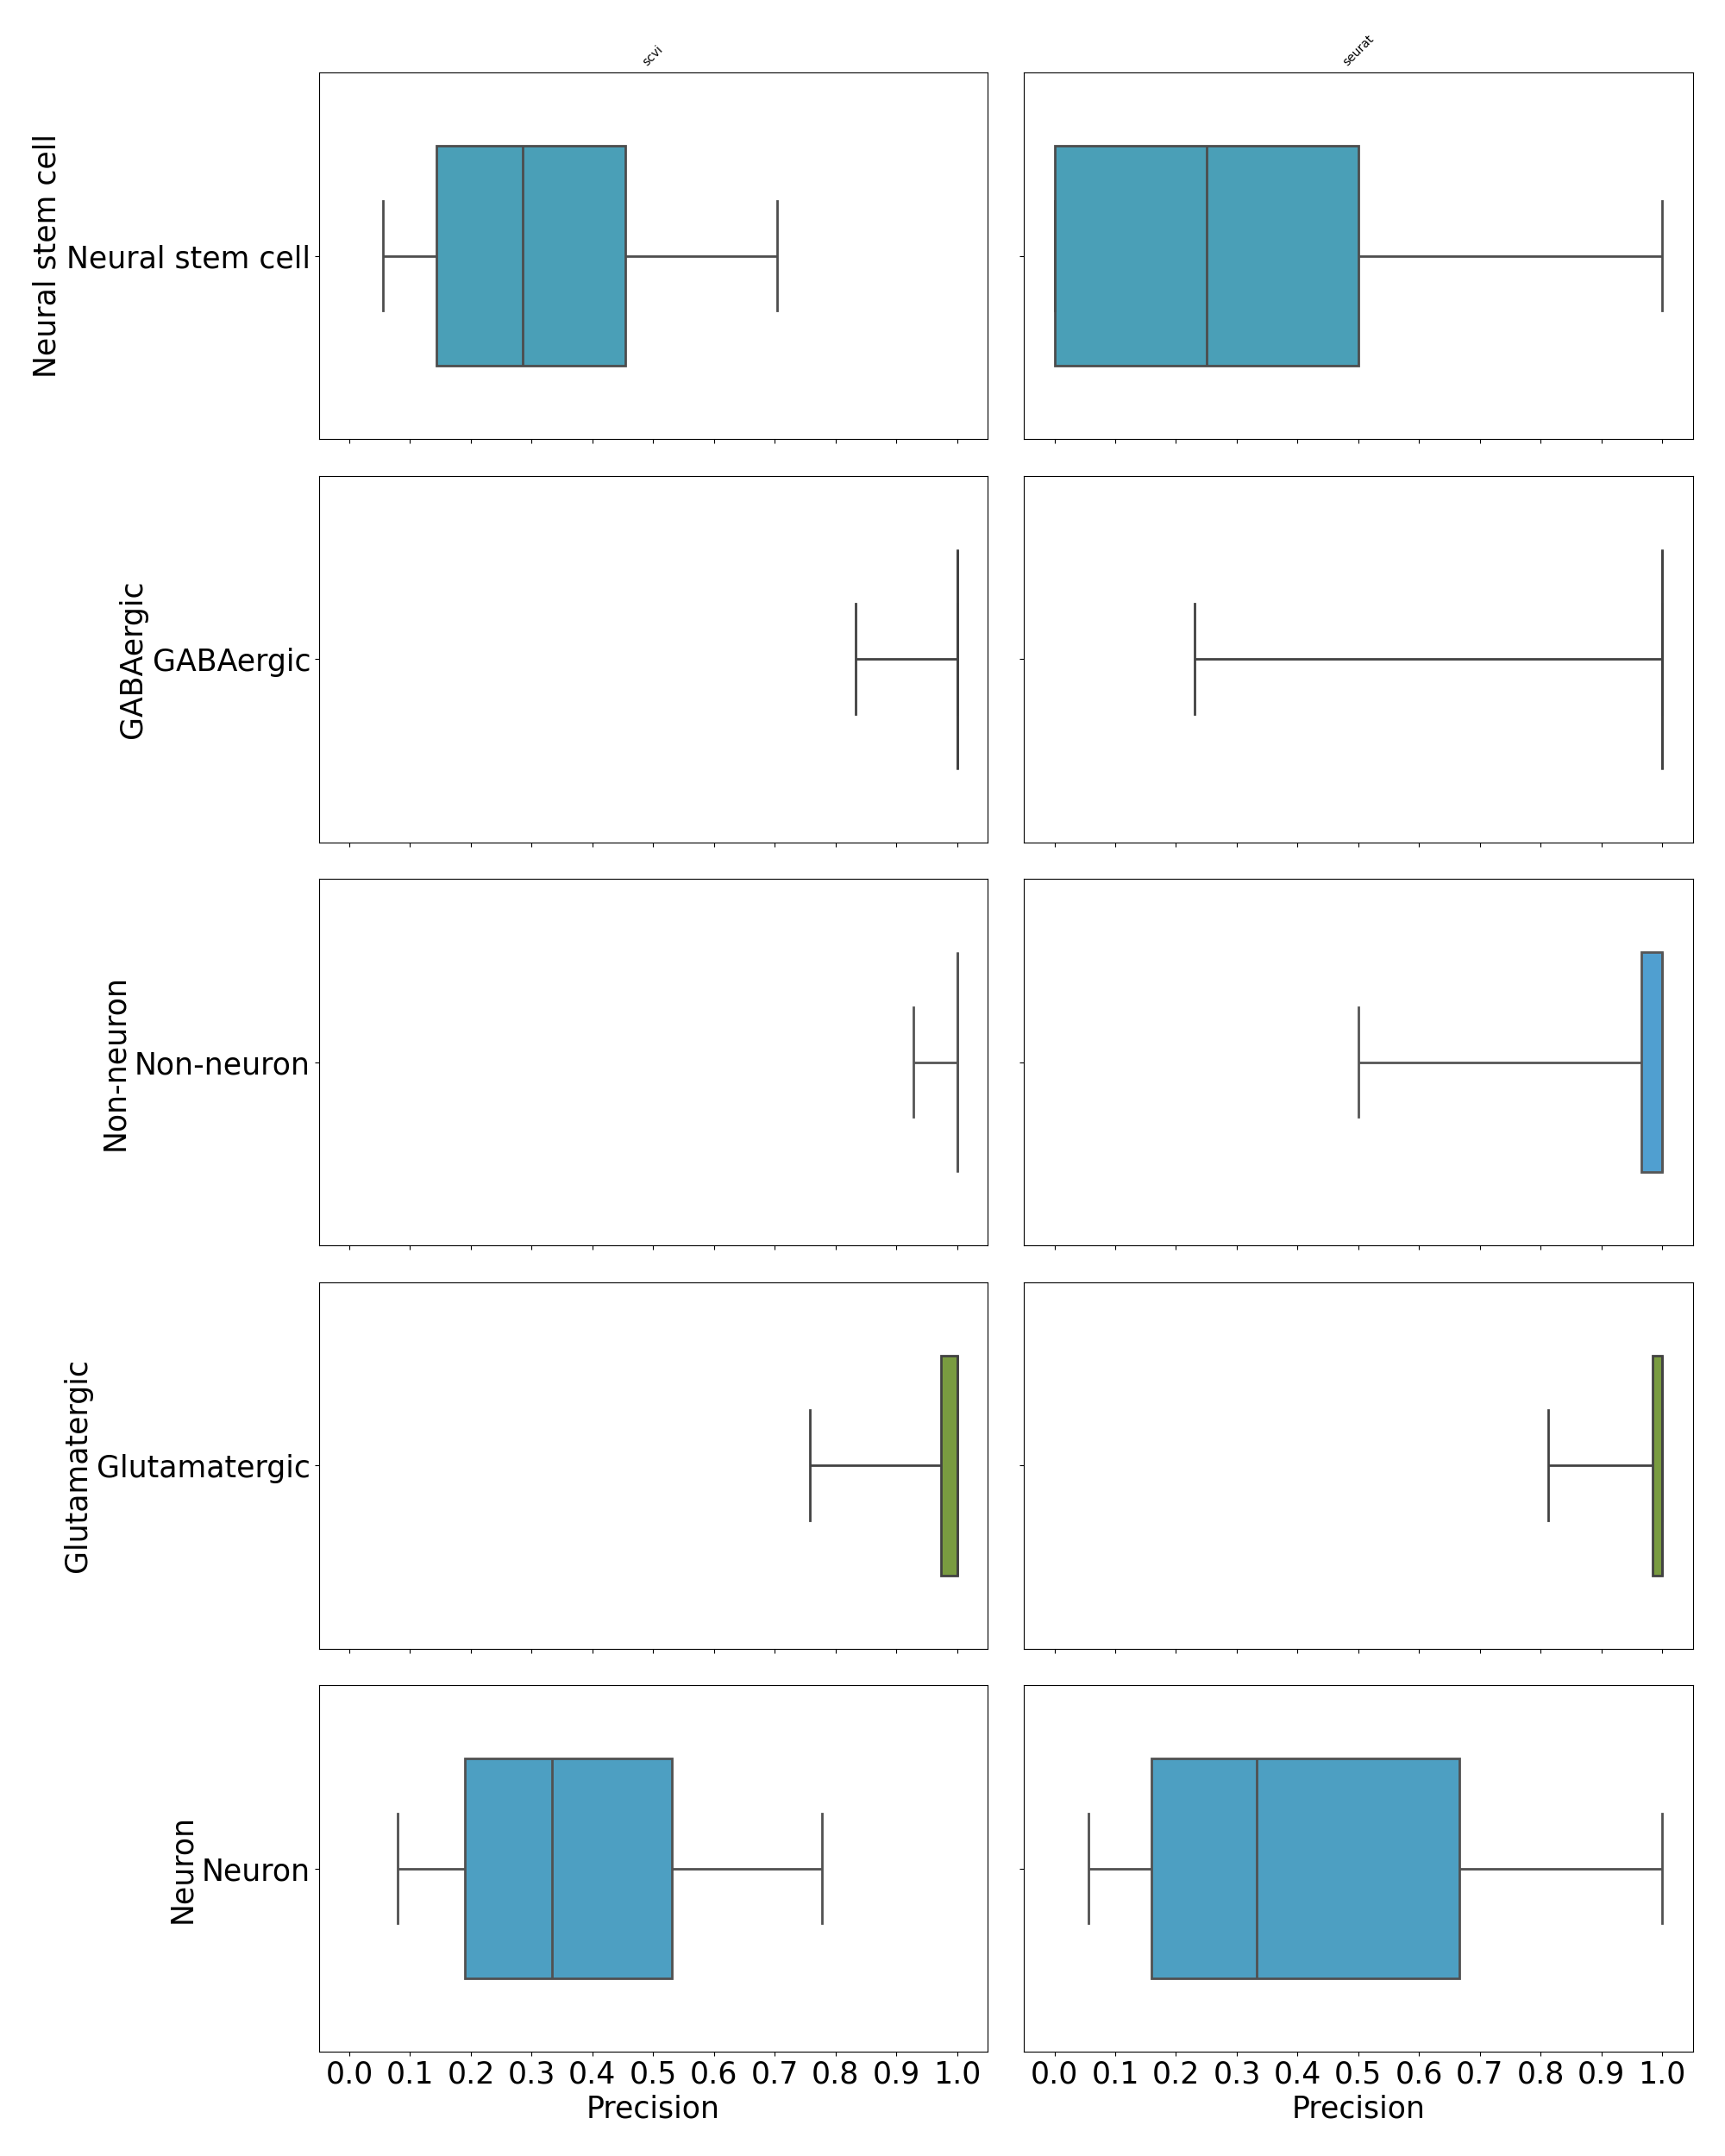 scvi
seurat
Neural stem cell
Neural stem cell
GABAergic
GABAergic
Non-neuron
Non-neuron
Glutamatergic
Glutamatergic
Neuron
Neuron
0.0 0.1 0.2 0.3 0.4 0.5 0.6 0.7 0.8 0.9 1.0
0.0 0.1 0.2 0.3 0.4 0.5 0.6 0.7 0.8 0.9 1.0
Precision
Precision